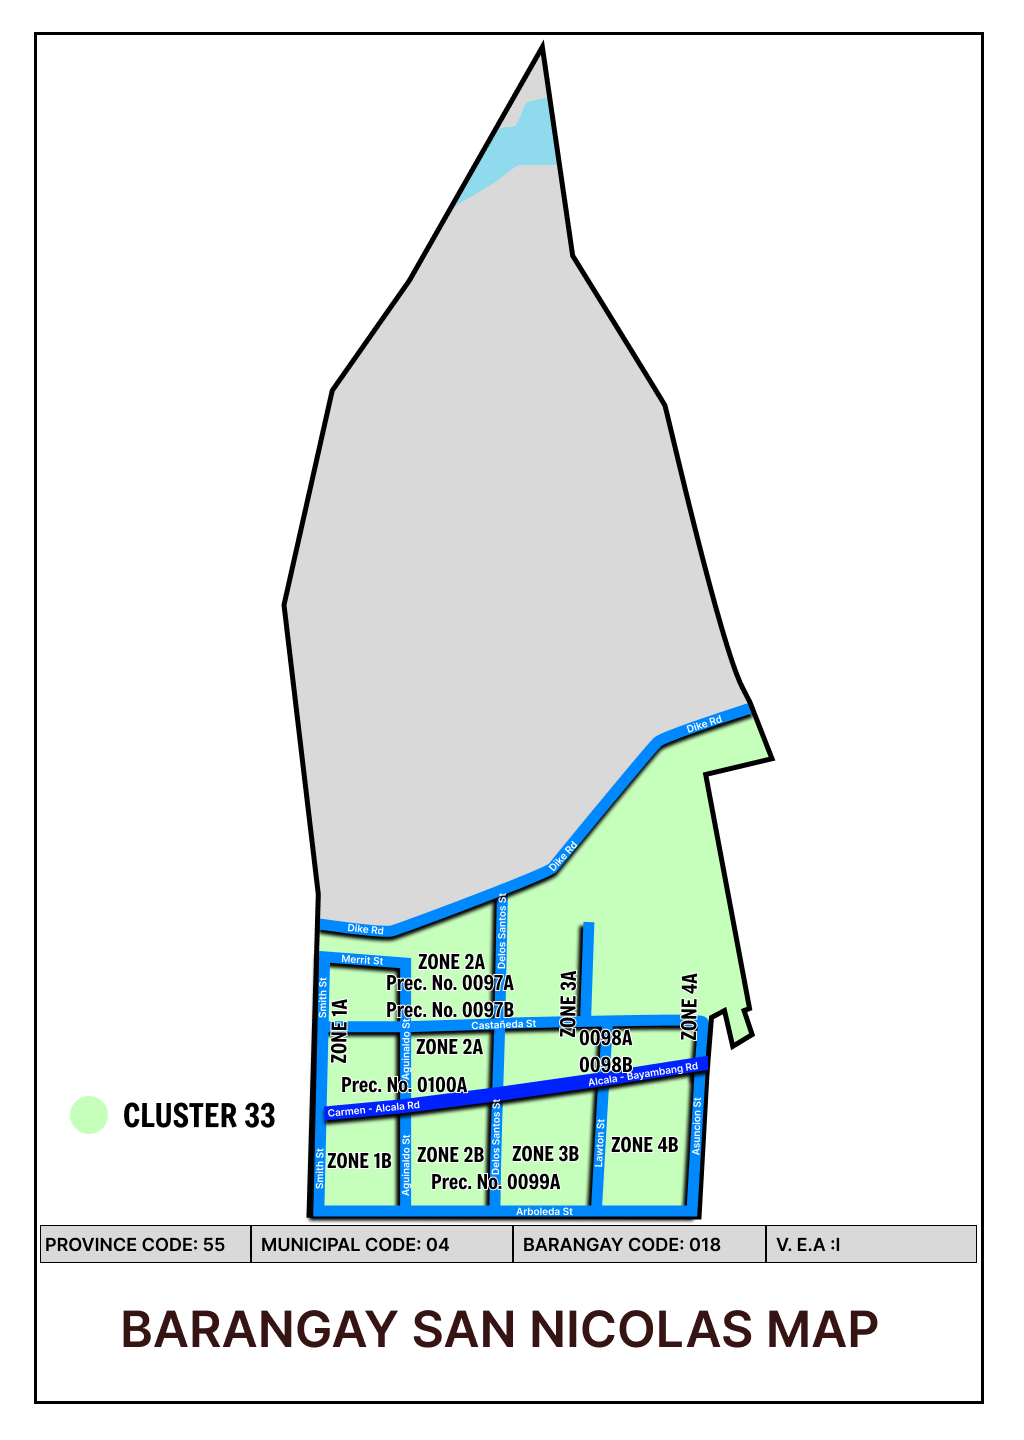 Dike Rd
Dike Rd
Dike Rd
Delos Santos St
Merrit St
ZONE 2A
Prec. No. 0097A
Prec. No. 0097B
Smith St
ZONE 1A
ZONE 3A
ZONE 4A
Castañeda St
Aguinaldo St
ZONE 2A
0098A
0098B
Prec. No. 0100A
Alcala - Bayambang Rd
Carmen - Alcala Rd
CLUSTER 33
Smith St
ZONE 1B
Aguinaldo St
ZONE 2B
Delos Santos St
ZONE 3B
Lawton St
ZONE 4B
Asuncion St
Prec. No. 0099A
Arboleda St
PROVINCE CODE: 55
MUNICIPAL CODE: 04
BARANGAY CODE: 018
V. E.A :I
BARANGAY SAN NICOLAS MAP